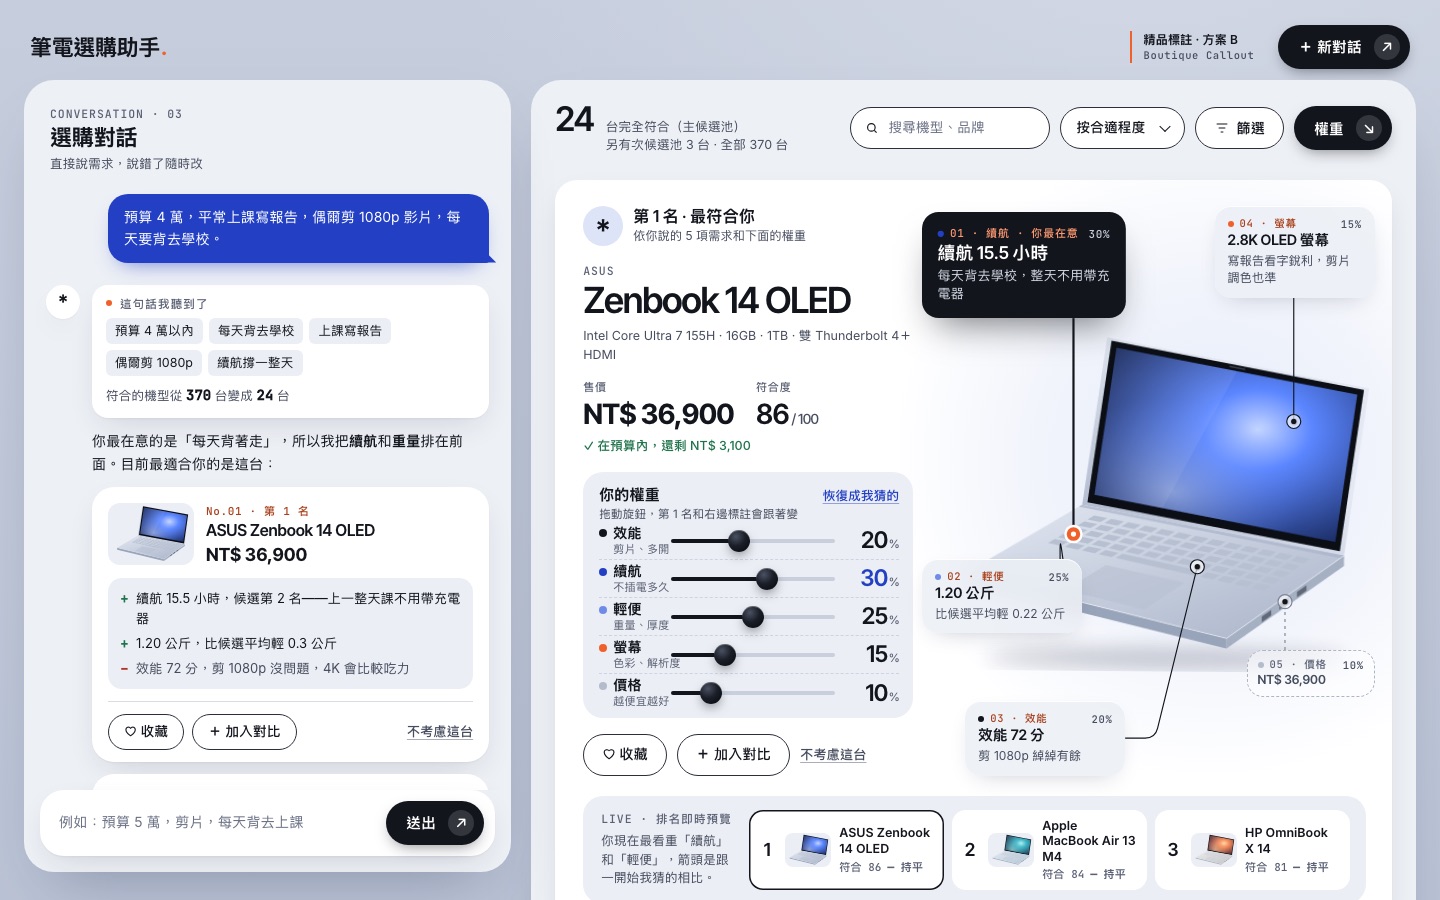 筆電選購助手.
精品標註 · 方案 B
Boutique Callout
+ 新對話
CONVERSATION · 03
選購對話
直接說需求，說錯了隨時改
預算 4 萬，平常上課寫報告，偶爾剪 1080p 影片，每
天要背去學校。
這句話我聽到了
預算 4 萬以內
每天背去學校
上課寫報告
偶爾剪 1080p
續航撐一整天
符合的機型從 370 台變成 24 台
你最在意的是「每天背著走」，所以我把續航和重量排在前
面。目前最適合你的是這台：
No.01 · 第 1 名
ASUS Zenbook 14 OLED
NT$ 36,900
+ 續航 15.5 小時，候選第 2 名——上一整天課不用帶充電
器
+ 1.20 公斤，比候選平均輕 0.3 公斤
− 效能 72 分，剪 1080p 沒問題，4K 會比較吃力
收藏
+ 加入對比
不考慮這台
例如：預算 5 萬，剪片，每天背去上課
送出
24
台完全符合（主候選池）
另有次候選池 3 台 · 全部 370 台
搜尋機型、品牌
按合適程度
篩選
權重
* 第 1 名 · 最符合你
依你說的 5 項需求和下面的權重
ASUS
Zenbook 14 OLED
Intel Core Ultra 7 155H · 16GB · 1TB · 雙 Thunderbolt 4＋
HDMI
售價
NT$ 36,900
符合度
86 / 100
✓ 在預算內，還剩 NT$ 3,100
你的權重
恢復成我猜的
拖動旋鈕，第 1 名和右邊標註會跟著變
效能
剪片、多開
20%
續航
不插電多久
30%
輕便
重量、厚度
25%
螢幕
色彩、解析度
15%
價格
越便宜越好
10%
收藏
+ 加入對比
不考慮這台
01 · 續航 · 你最在意 30%
續航 15.5 小時
每天背去學校，整天不用帶充
電器
04 · 螢幕 15%
2.8K OLED 螢幕
寫報告看字銳利，剪片
調色也準
02 · 輕便 25%
1.20 公斤
比候選平均輕 0.22 公斤
05 · 價格 10%
NT$ 36,900
03 · 效能 20%
效能 72 分
剪 1080p 綽綽有餘
LIVE · 排名即時預覽
你現在最看重「續航」
和「輕便」，箭頭是跟
一開始我猜的相比。
1
ASUS Zenbook
14 OLED
符合 86 − 持平
2
Apple
MacBook Air 13
M4
符合 84 − 持平
3
HP OmniBook
X 14
符合 81 − 持平